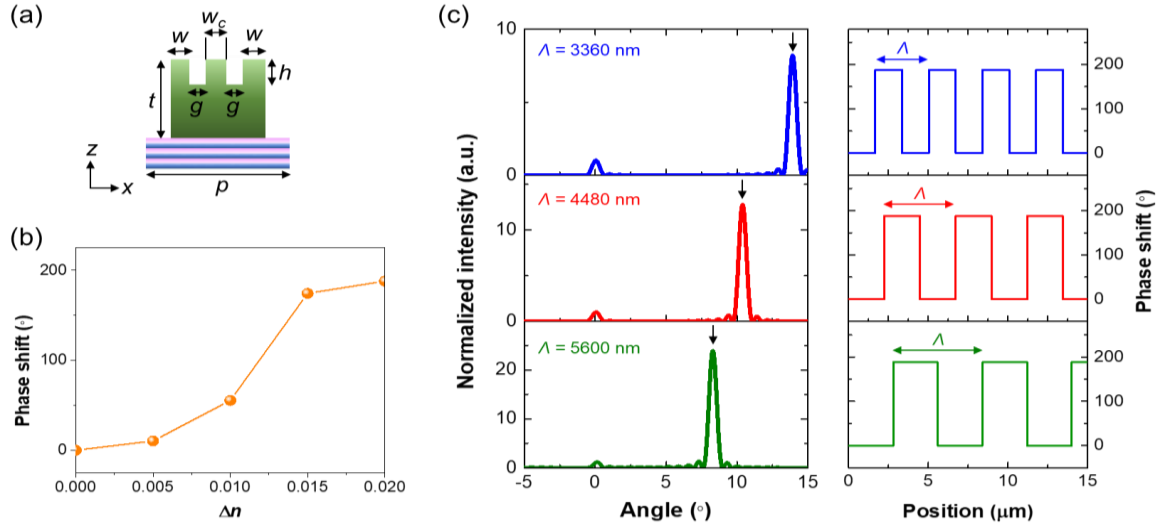 (a)
w w_c w
t g g h
z
x
p
(b)
Phase shift (°)
200
100
0
0.000 0.005 0.010 0.015 0.020
Δn
(c)
Normalized intensity (a.u.)
10
5
0
Λ = 3360 nm
10
5
0
Λ = 4480 nm
20
10
0
Λ = 5600 nm
-5 0 5 10 15
Angle (°)
Λ
200
100
0
Λ
200
100
0
Λ
200
100
0
Phase shift (°)
0 5 10 15
Position (μm)